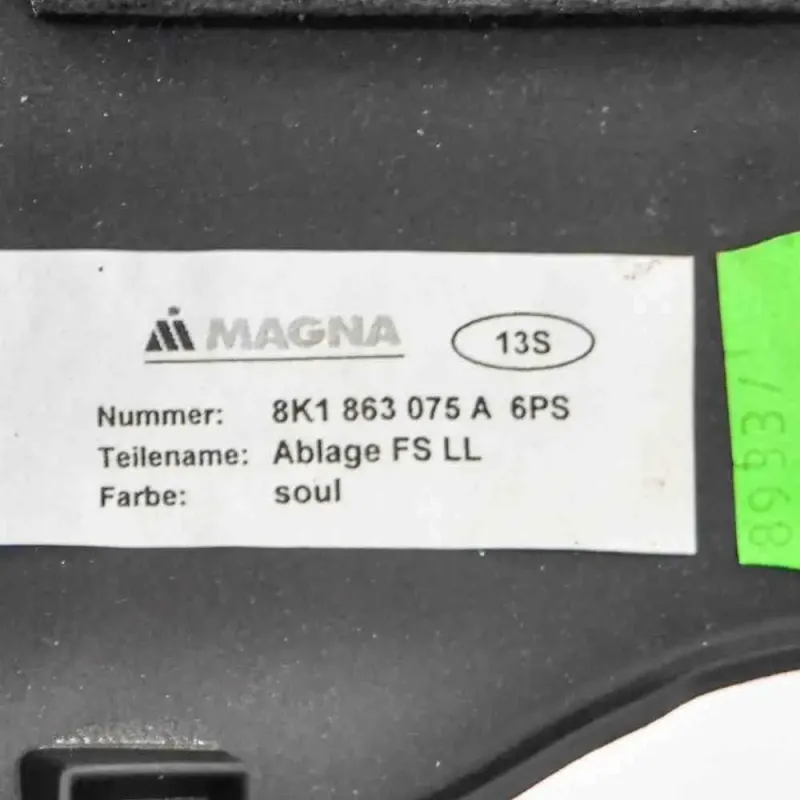 MAGNA
13S
Nummer: 8K1 863 075 A 6PS
Teilename: Ablage FS LL
Farbe: soul